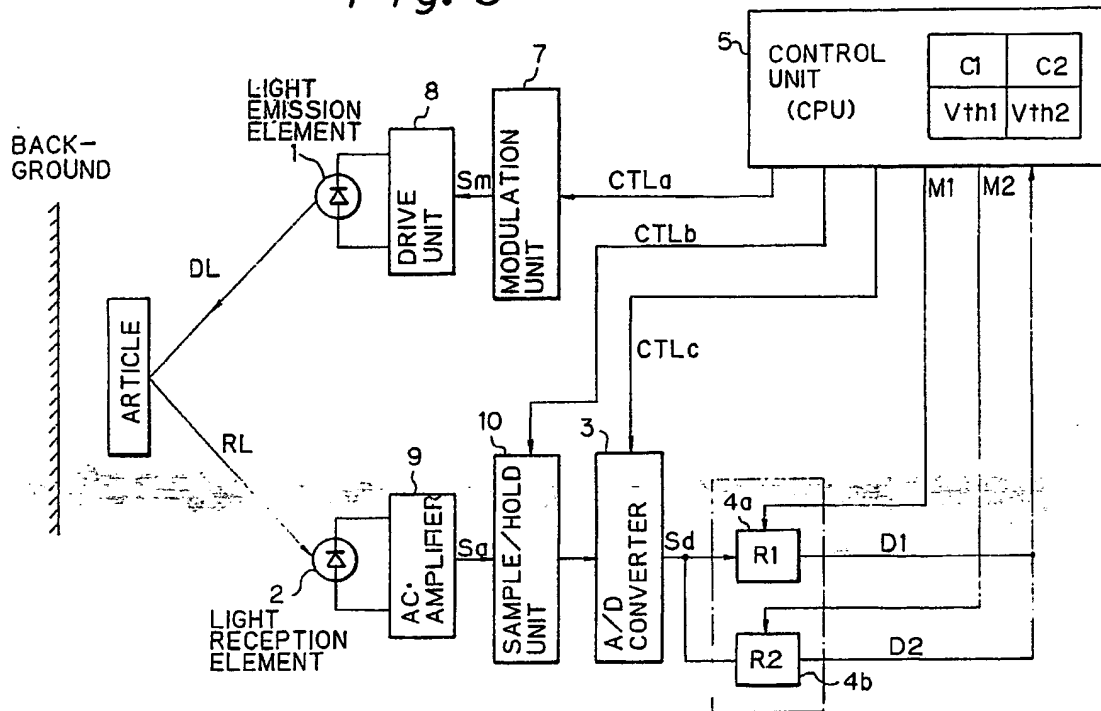 Fig.
5
CONTROL
UNIT
(CPU)
C1 C2
Vth1 Vth2
7
8
LIGHT
EMISSION
ELEMENT
1
BACK-
GROUND
DRIVE
UNIT
Sm
MODULATION
UNIT
CTLa
M1
M2
CTLb
DL
ARTICLE
CTLc
RL
10
3
9
4a
AC·
AMPLIFIER
Sa
SAMPLE/HOLD
UNIT
A/D
CONVERTER
Sd
R1
D1
2
LIGHT
RECEPTION
ELEMENT
R2
D2
4b